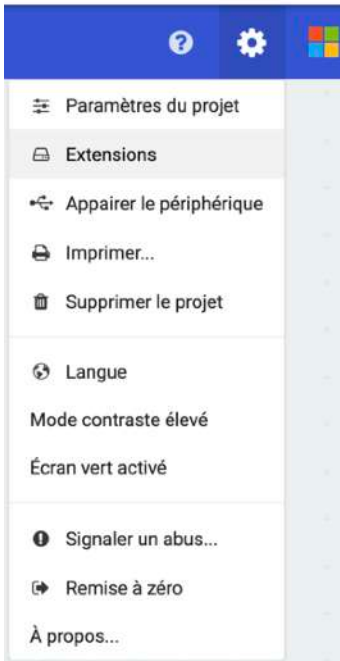 Paramètres du projet
Extensions
Appairer le périphérique
Imprimer...
Supprimer le projet
Langue
Mode contraste élevé
Écran vert activé
Signaler un abus...
Remise à zéro
À propos...